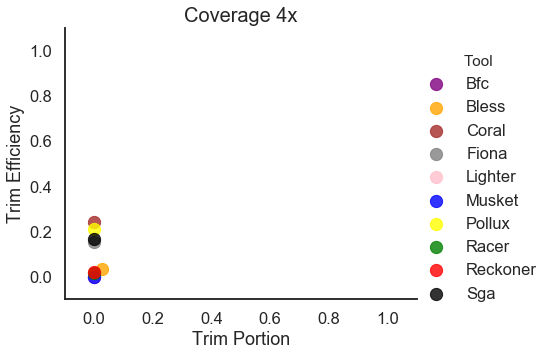 Coverage 4x
Trim Efficiency
1.0
0.8
0.6
0.4
0.2
0.0
0.0 0.2 0.4 0.6 0.8 1.0
Trim Portion
Tool
Bfc
Bless
Coral
Fiona
Lighter
Musket
Pollux
Racer
Reckoner
Sga